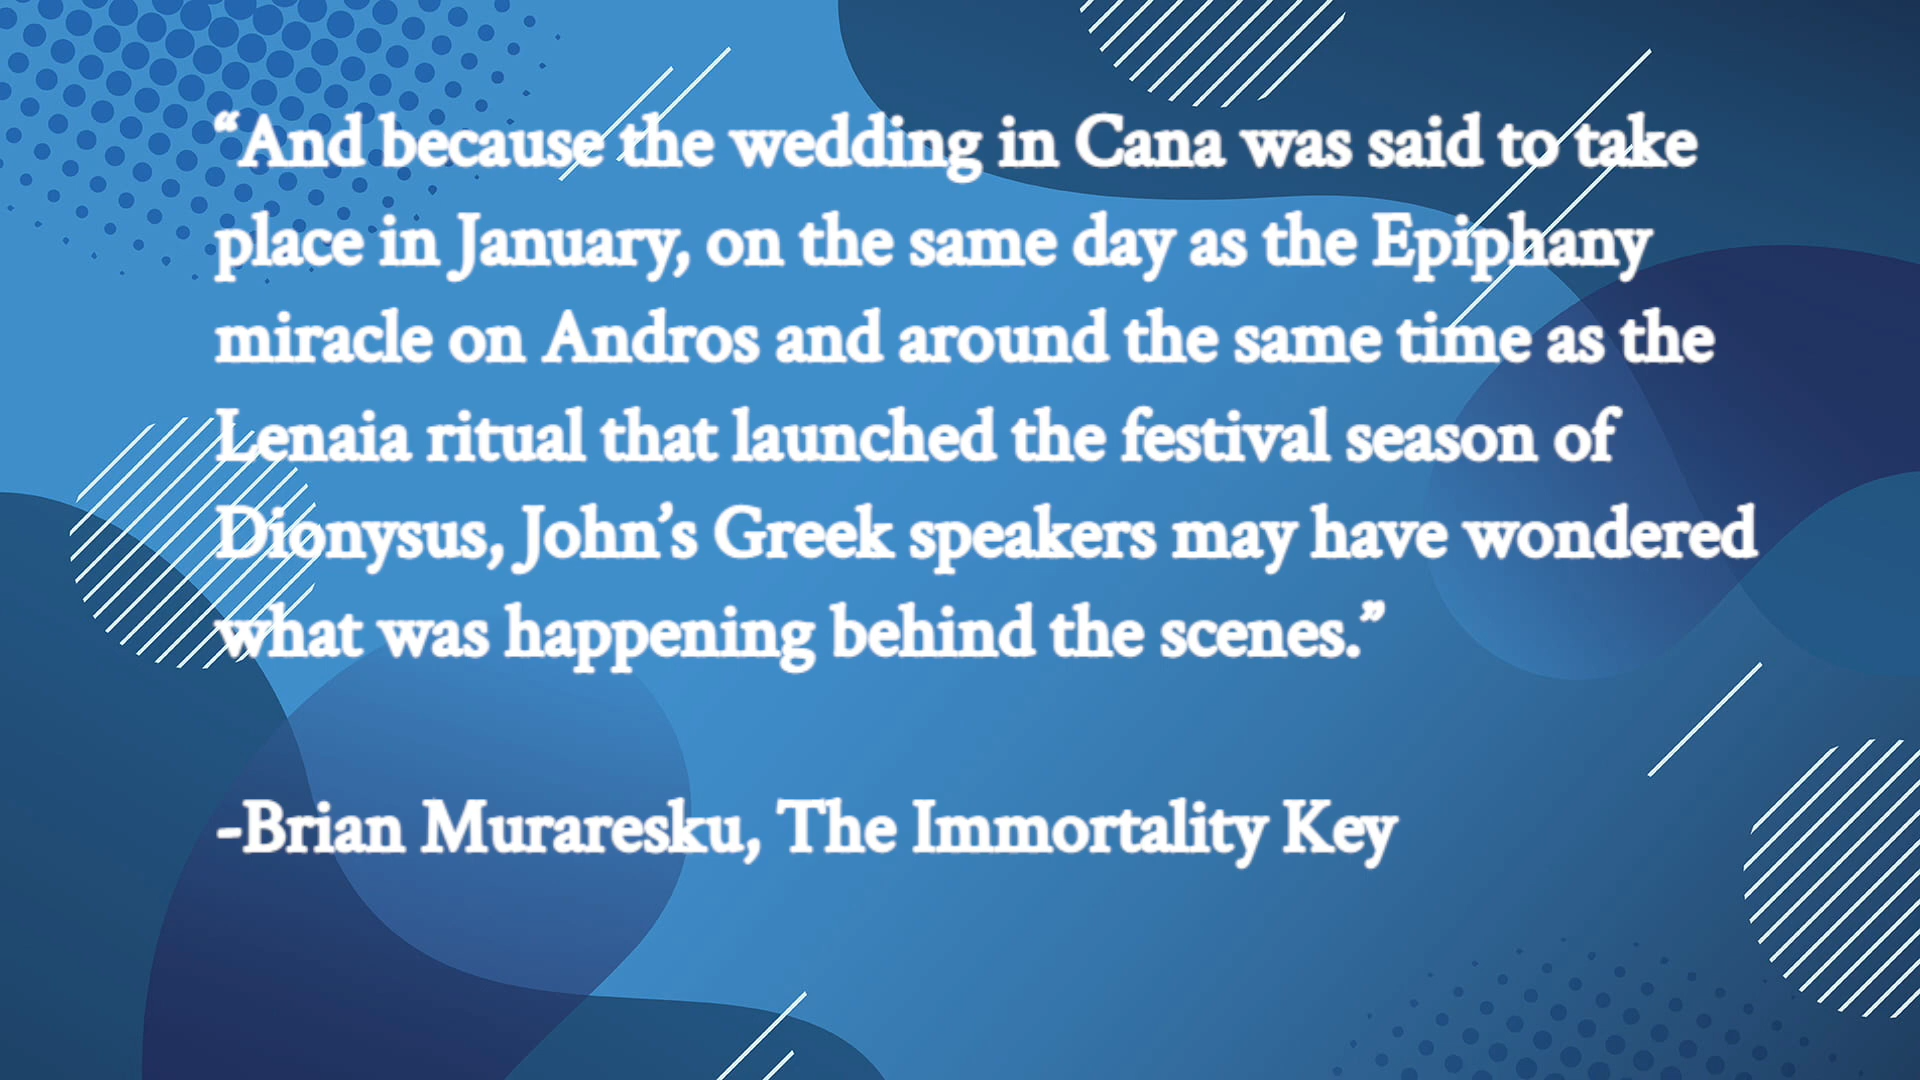 “And because the wedding in Cana was said to take
place in January, on the same day as the Epiphany
miracle on Andros and around the same time as the
Lenaia ritual that launched the festival season of
Dionysus, John’s Greek speakers may have wondered
what was happening behind the scenes.”
-Brian Muraresku, The Immortality Key